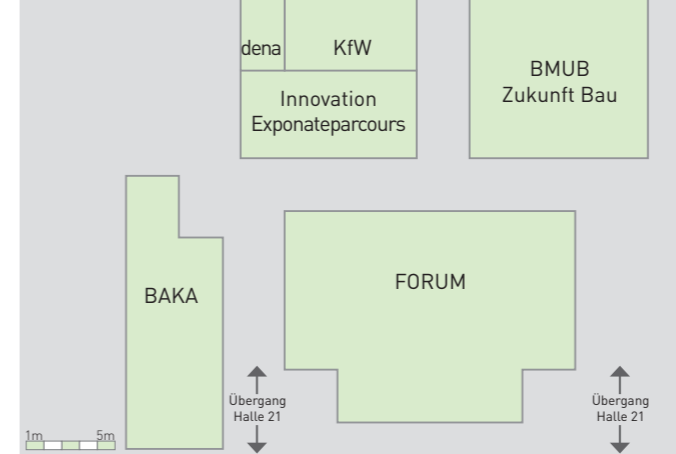 dena
KfW
Innovation
Exponateparcours
BMUB
Zukunft Bau
BAKA
FORUM
Übergang
Halle 21
Übergang
Halle 21
1m
5m